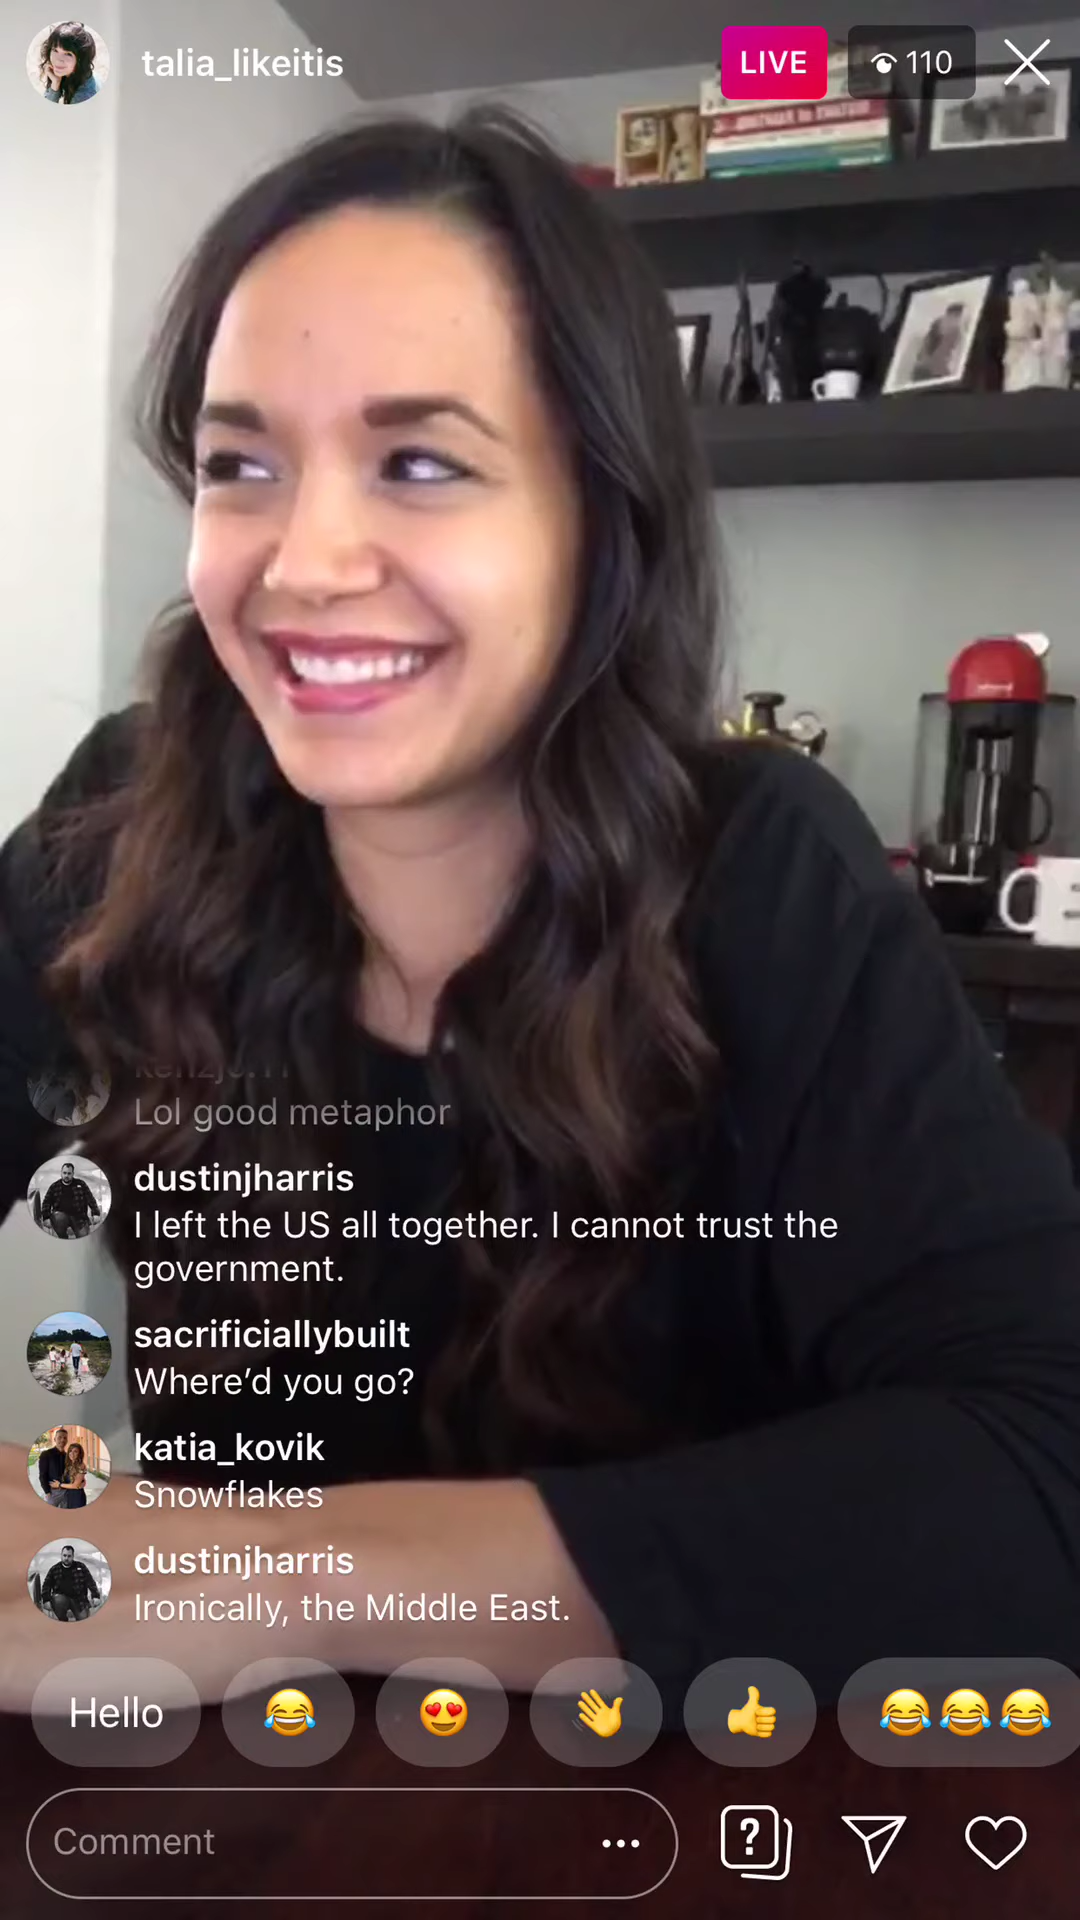 talia_likeitis
LIVE
110
Lol good metaphor
dustinjharris
I left the US all together. I cannot trust the
government.
sacrificiallybuilt
Where’d you go?
katia_kovik
Snowflakes
dustinjharris
Ironically, the Middle East.
Hello
Comment